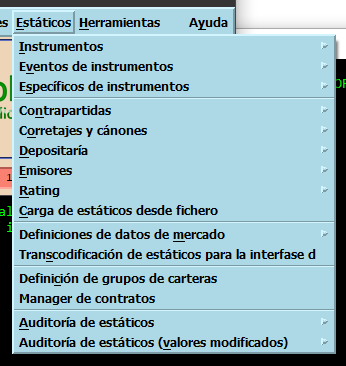 Estáticos Herramientas Ayuda
Instrumentos
Eventos de instrumentos
Específicos de instrumentos
Contrapartidas
Corretajes y cánones
Depositaría
Emisores
Rating
Carga de estáticos desde fichero
Definiciones de datos de mercado
Transcodificación de estáticos para la interfase d
Definición de grupos de carteras
Manager de contratos
Auditoría de estáticos
Auditoría de estáticos (valores modificados)